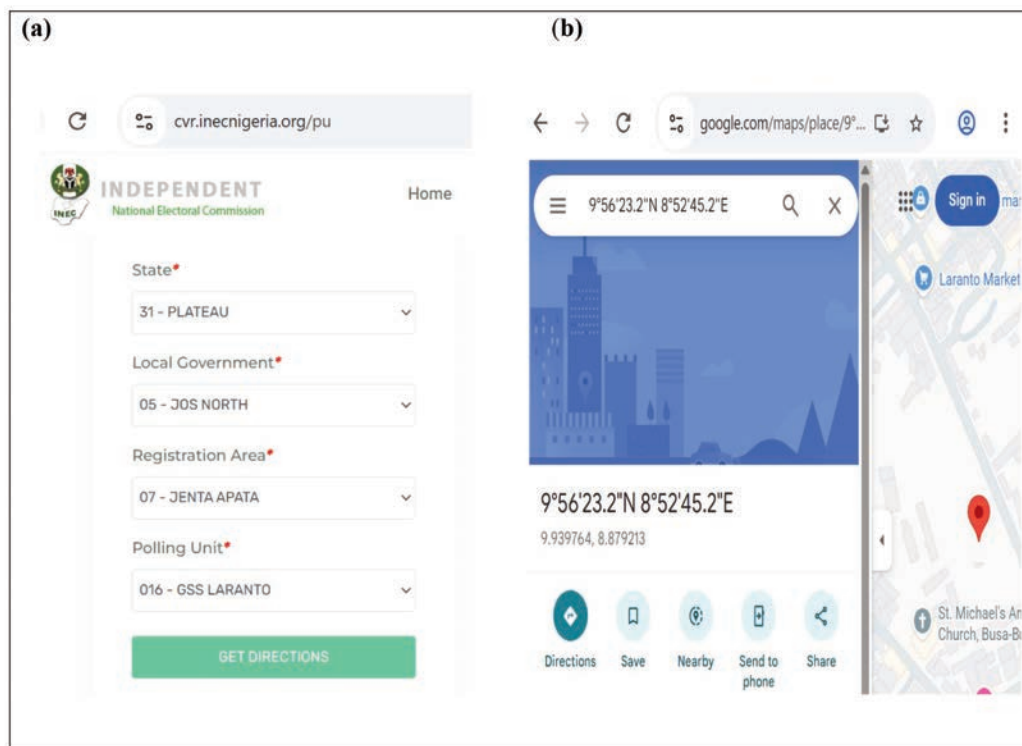 (a)
cvr.inecnigeria.org/pu
INEC
INDEPENDENT
National Electoral Commission
Home
State*
31 - PLATEAU
Local Government*
05 - JOS NORTH
Registration Area*
07 - JENTA APATA
Polling Unit*
016 - GSS LARANTO
GET DIRECTIONS
(b)
google.com/maps/place/9°...
9°56'23.2"N 8°52'45.2"E
9°56'23.2"N 8°52'45.2"E
9.939764, 8.879213
Directions
Save
Nearby
Send to
phone
Share
Sign in
Laranto Market
St. Michael's An
Church, Busa-Bu